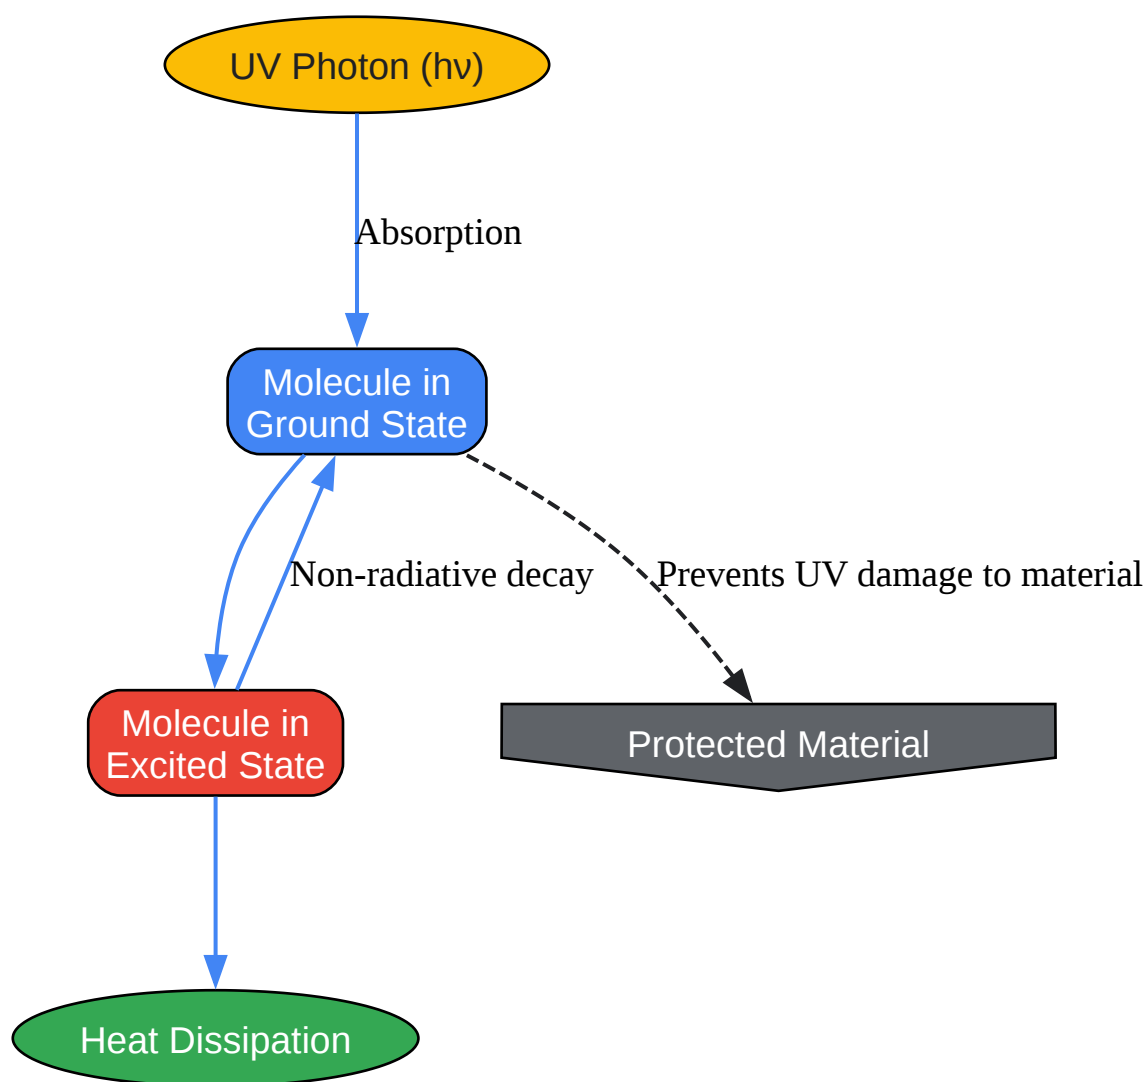 UV Photon (hν)
Absorption
Molecule in
Ground State
Non-radiative decay
Prevents UV damage to material
Molecule in
Excited State
Protected Material
Heat Dissipation